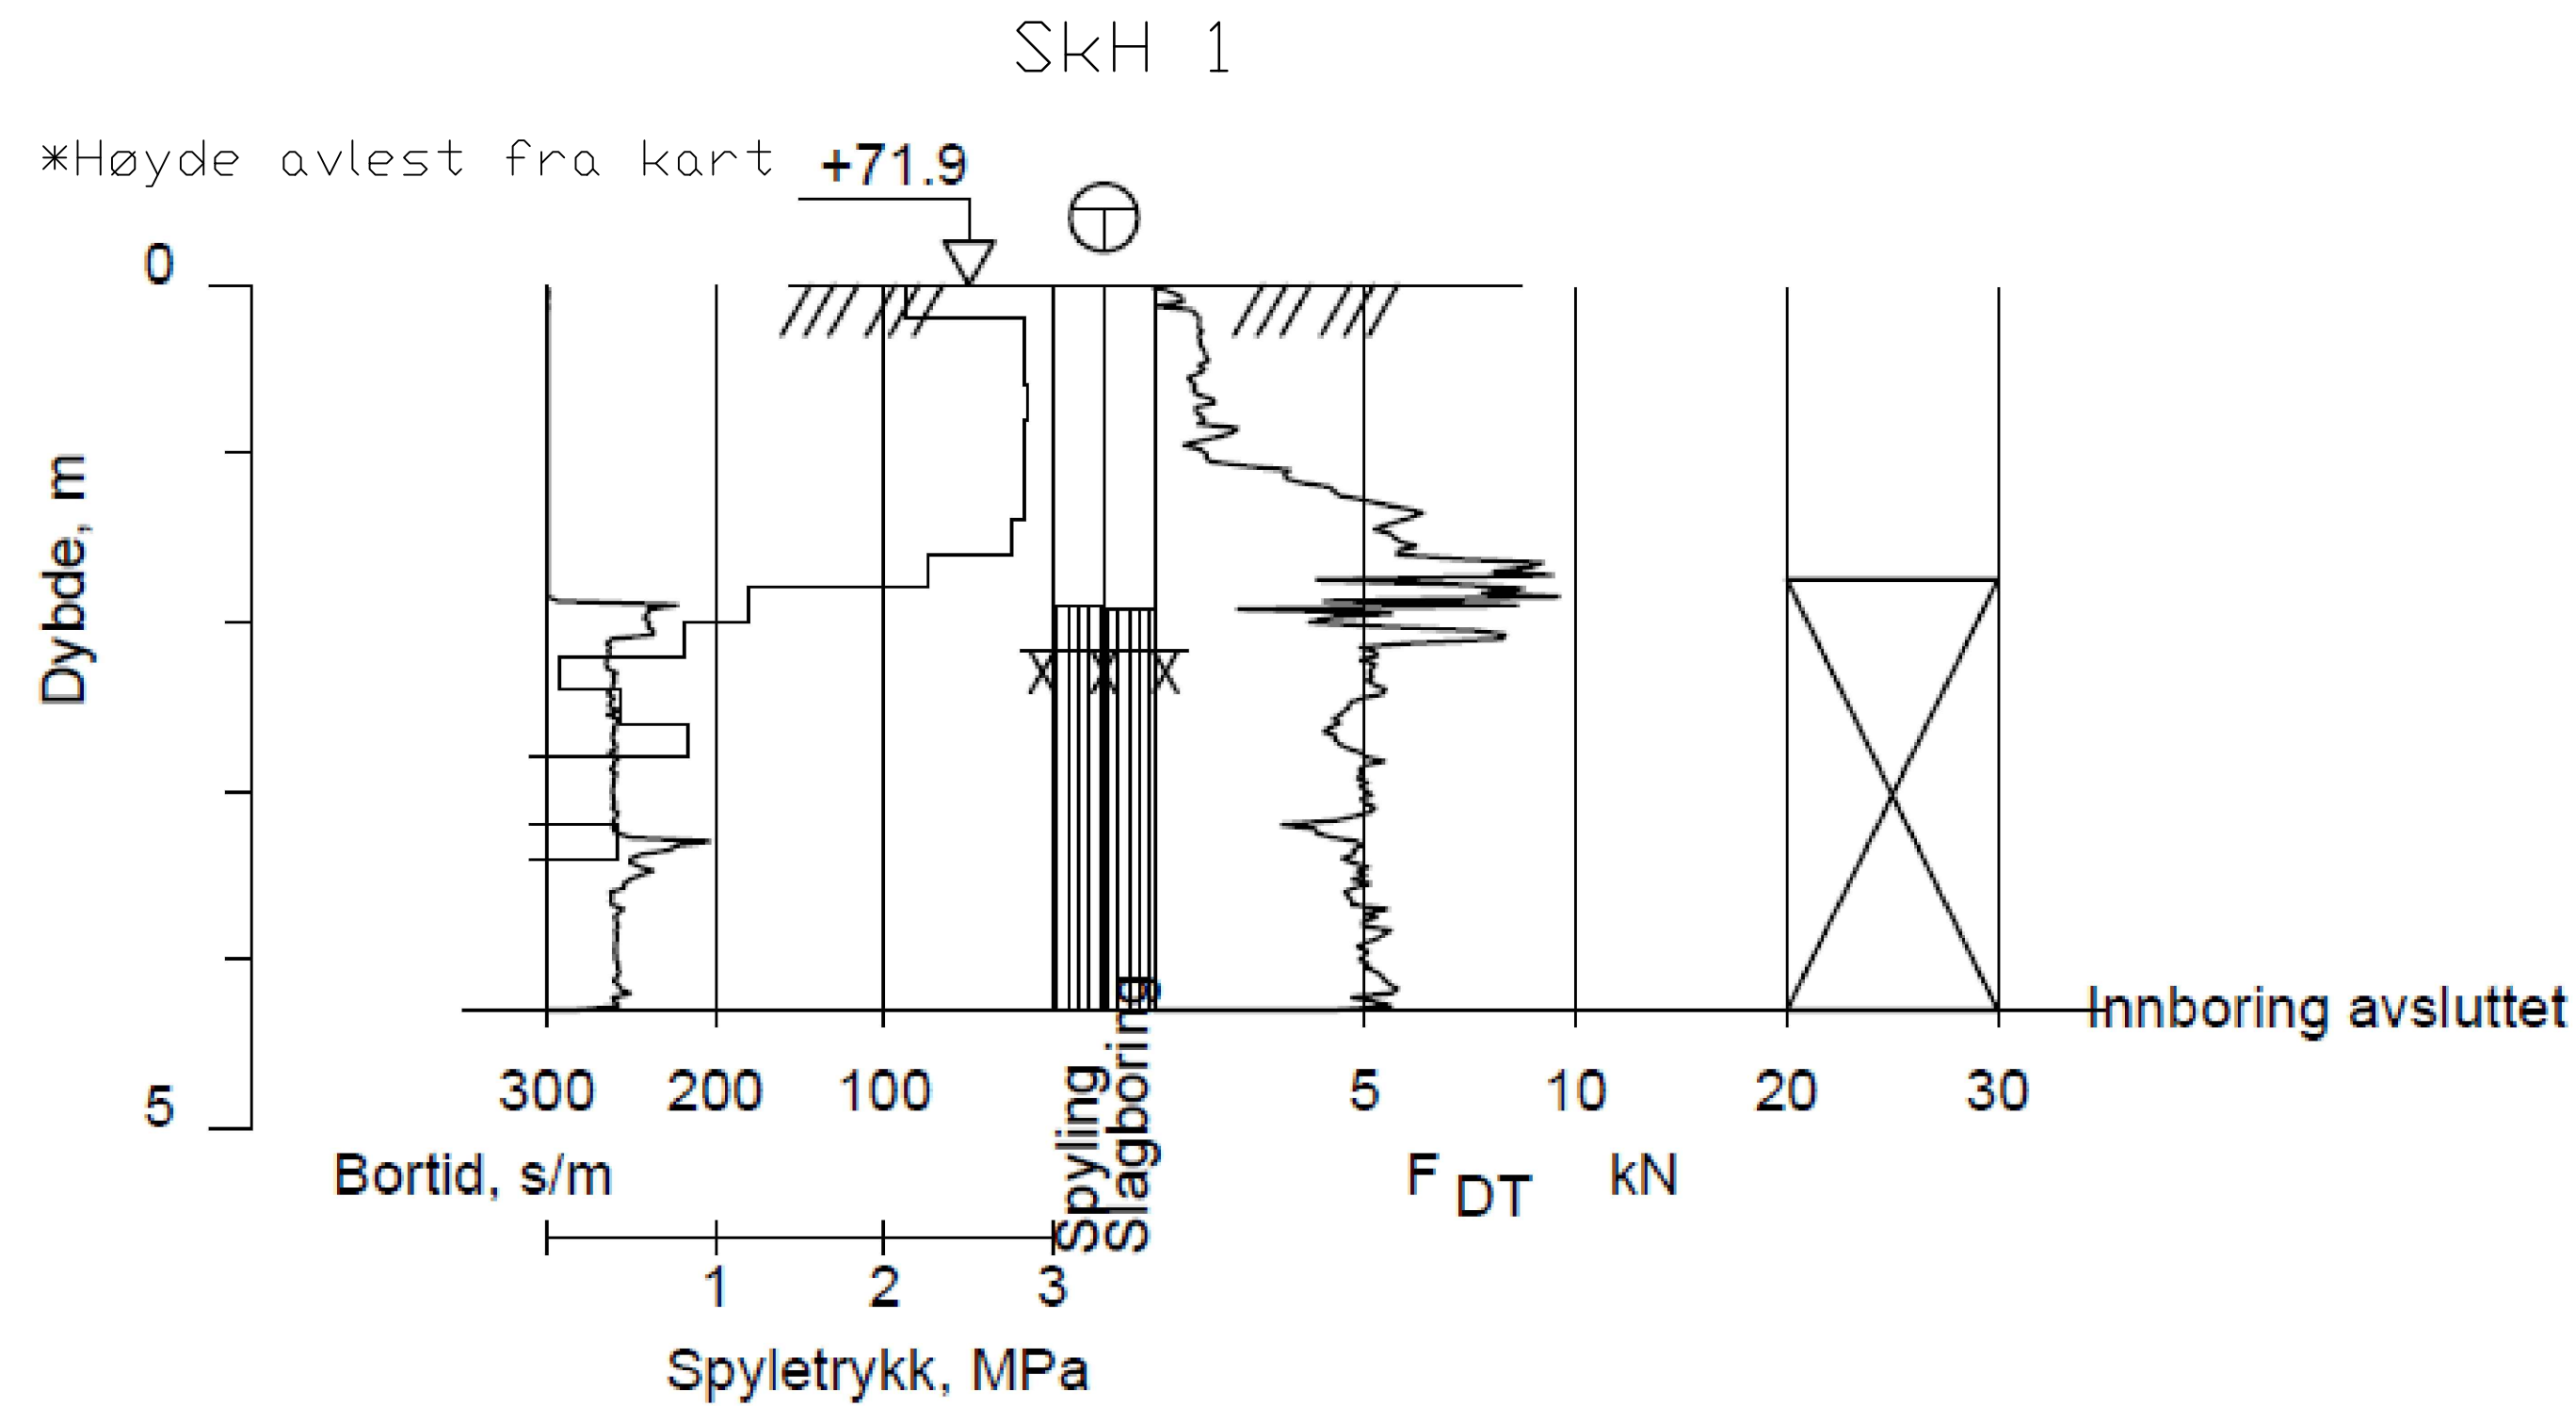 SkH 1
*Høyde avlest fra kart
+71.9
0
Dybde, m
5
Innboring avsluttet
300 200 100 5 10 20 30
Spyling
Slagboring
Bortid, s/m
F DT kN
1 2 3
Spyletrykk, MPa